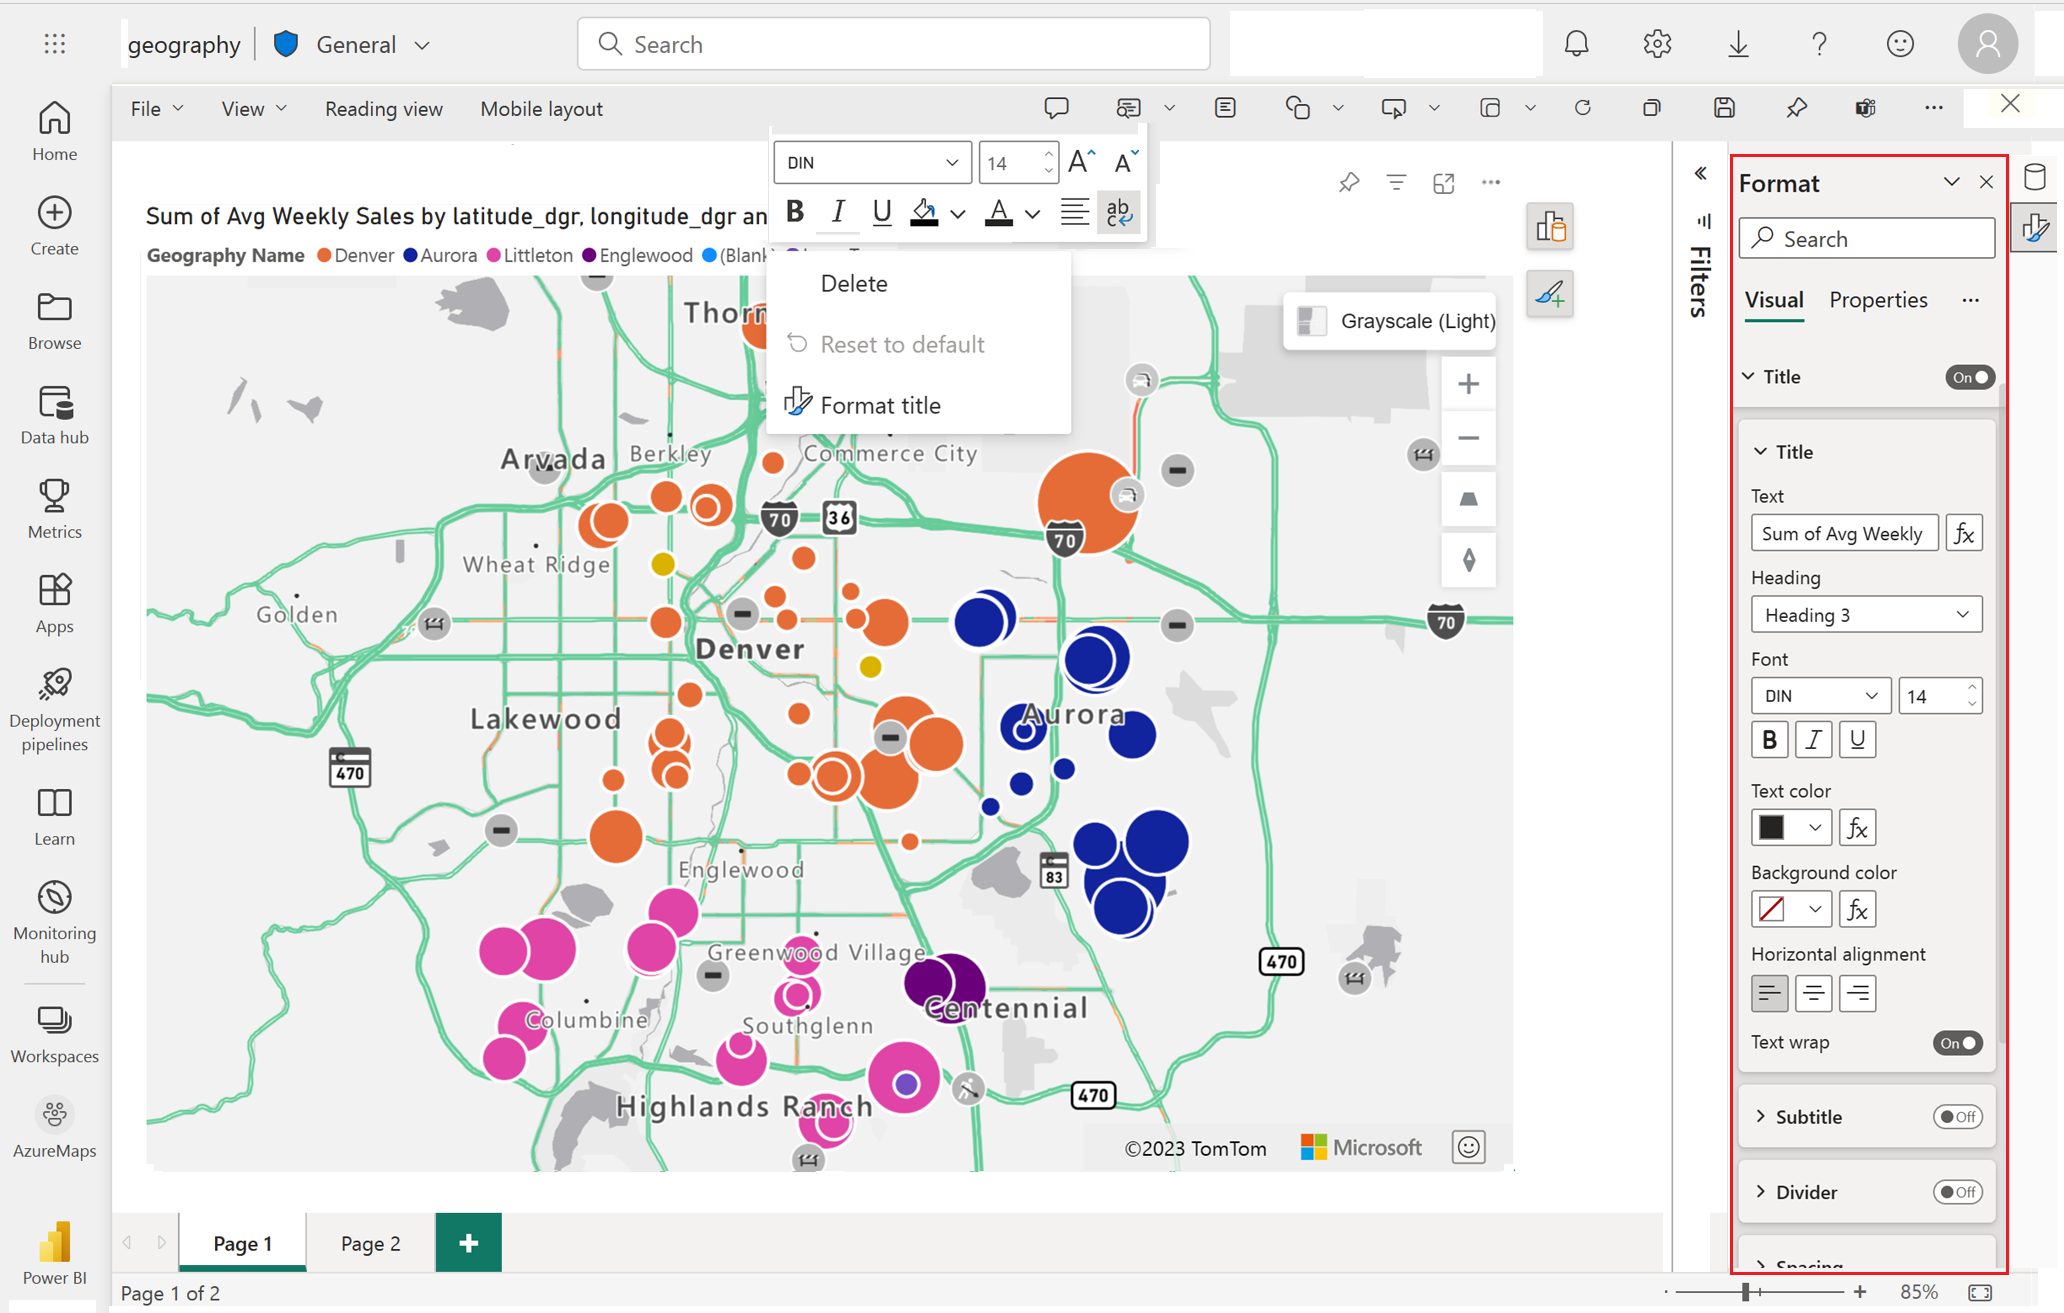 geography
General
Search
File
View
Reading view
Mobile layout
Home
Create
Browse
Data hub
Metrics
Apps
Deployment
pipelines
Learn
Monitoring
hub
Workspaces
AzureMaps
Power BI
DIN
14
A A
B I U A ab c
Sum of Avg Weekly Sales by latitude_dgr, longitude_dgr an
Geography Name Denver Aurora Littleton Englewood (Blank)
Delete
Reset to default
Format title
Grayscale (Light)
Thorn
Arvada
Berkley
Commerce City
70
36
70
Wheat Ridge
Golden
70
Denver
Lakewood
Aurora
C
470
Englewood
C
83
Greenwood Village
470
Centennial
Columbine
Southglenn
470
Highlands Ranch
©2023 TomTom
Microsoft
Filters
Format
Search
Visual
Properties
Title
On
Title
Text
Sum of Avg Weekly
fx
Heading
Heading 3
Font
DIN
14
B I U
Text color
fx
Background color
fx
Horizontal alignment
Text wrap
On
Subtitle
Off
Divider
Off
Spacing
Page 1
Page 2
+
Page 1 of 2
- + 85%